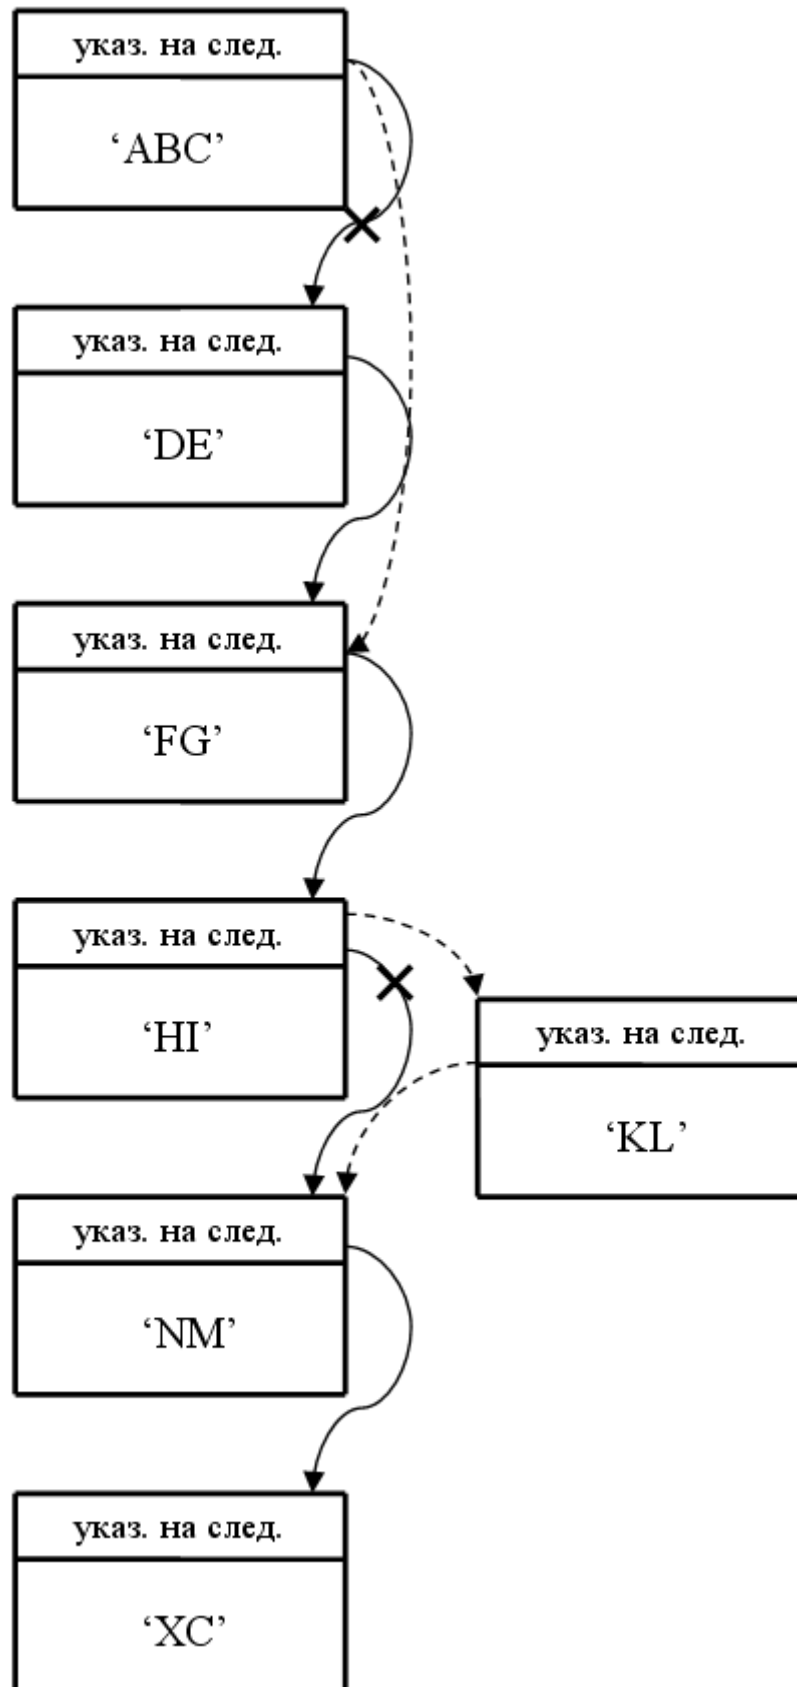 указ. на след.
‘ABC’
указ. на след.
‘DE’
указ. на след.
‘FG’
указ. на след.
‘HI’
указ. на след.
‘KL’
указ. на след.
‘NM’
указ. на след.
‘XC’